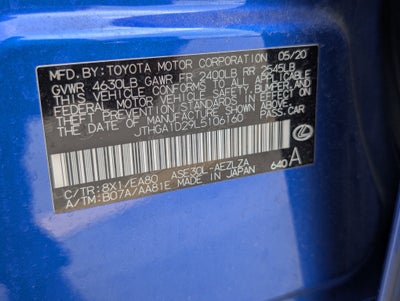 MFD.BY: TOYOTA MOTOR CORPORATION 05/20
GVWR 4630LB GAWR FR 2400LB RR 2545LB
THIS VEHICLE CONFORMS TO ALL APPLICABLE
FEDERAL MOTOR VEHICLE SAFETY, BUMPER,
AND THEFT PREVENTION STANDARDS IN EFFECT
ON THE DATE OF MANUFACTURE SHOWN ABOVE.
JTHGA1D29L5106160 PASS.CAR
C/TR: 8X1/EA80 ASE30L-AEZLZA
A/TM: B07A/AA81E MADE IN JAPAN
640 A